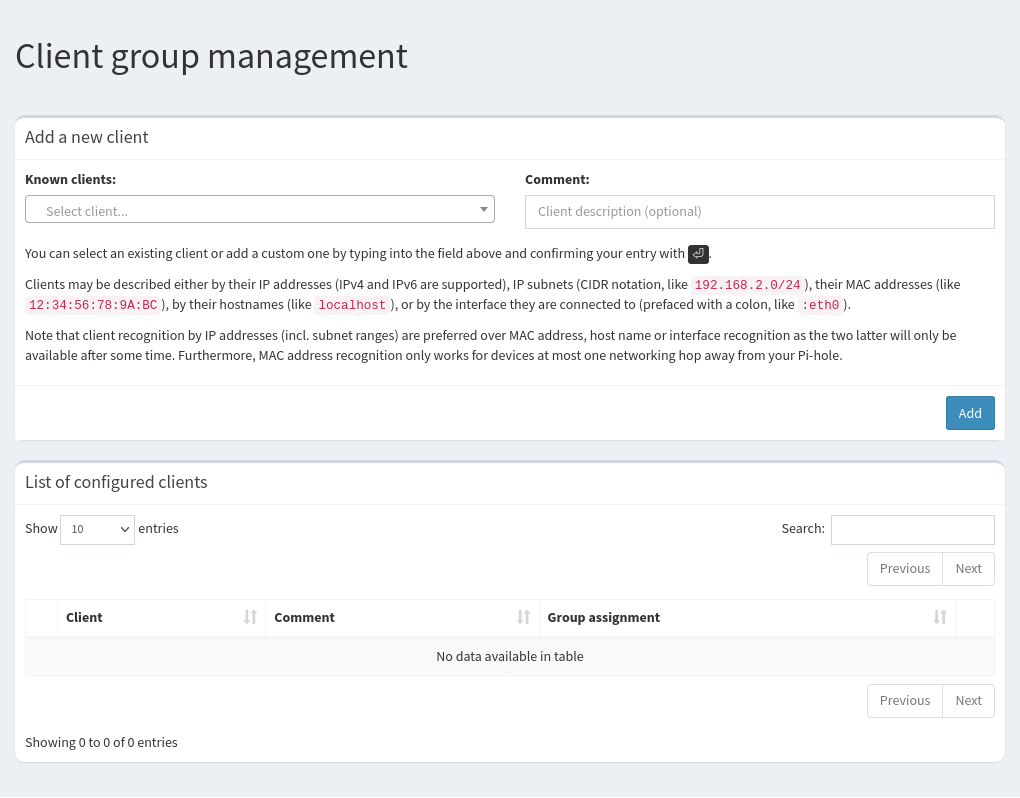 Client group management
Add a new client
Known clients:
Comment:
Select client...
Client description (optional)
You can select an existing client or add a custom one by typing into the field above and confirming your entry with ⏎.
Clients may be described either by their IP addresses (IPv4 and IPv6 are supported), IP subnets (CIDR notation, like 192.168.2.0/24), their MAC addresses (like
12:34:56:78:9A:BC), by their hostnames (like localhost), or by the interface they are connected to (prefaced with a colon, like :eth0).
Note that client recognition by IP addresses (incl. subnet ranges) are preferred over MAC address, host name or interface recognition as the two latter will only be
available after some time. Furthermore, MAC address recognition only works for devices at most one networking hop away from your Pi-hole.
Add
List of configured clients
Show 10 entries
Search:
Previous Next
Client Comment Group assignment
No data available in table
Previous Next
Showing 0 to 0 of 0 entries